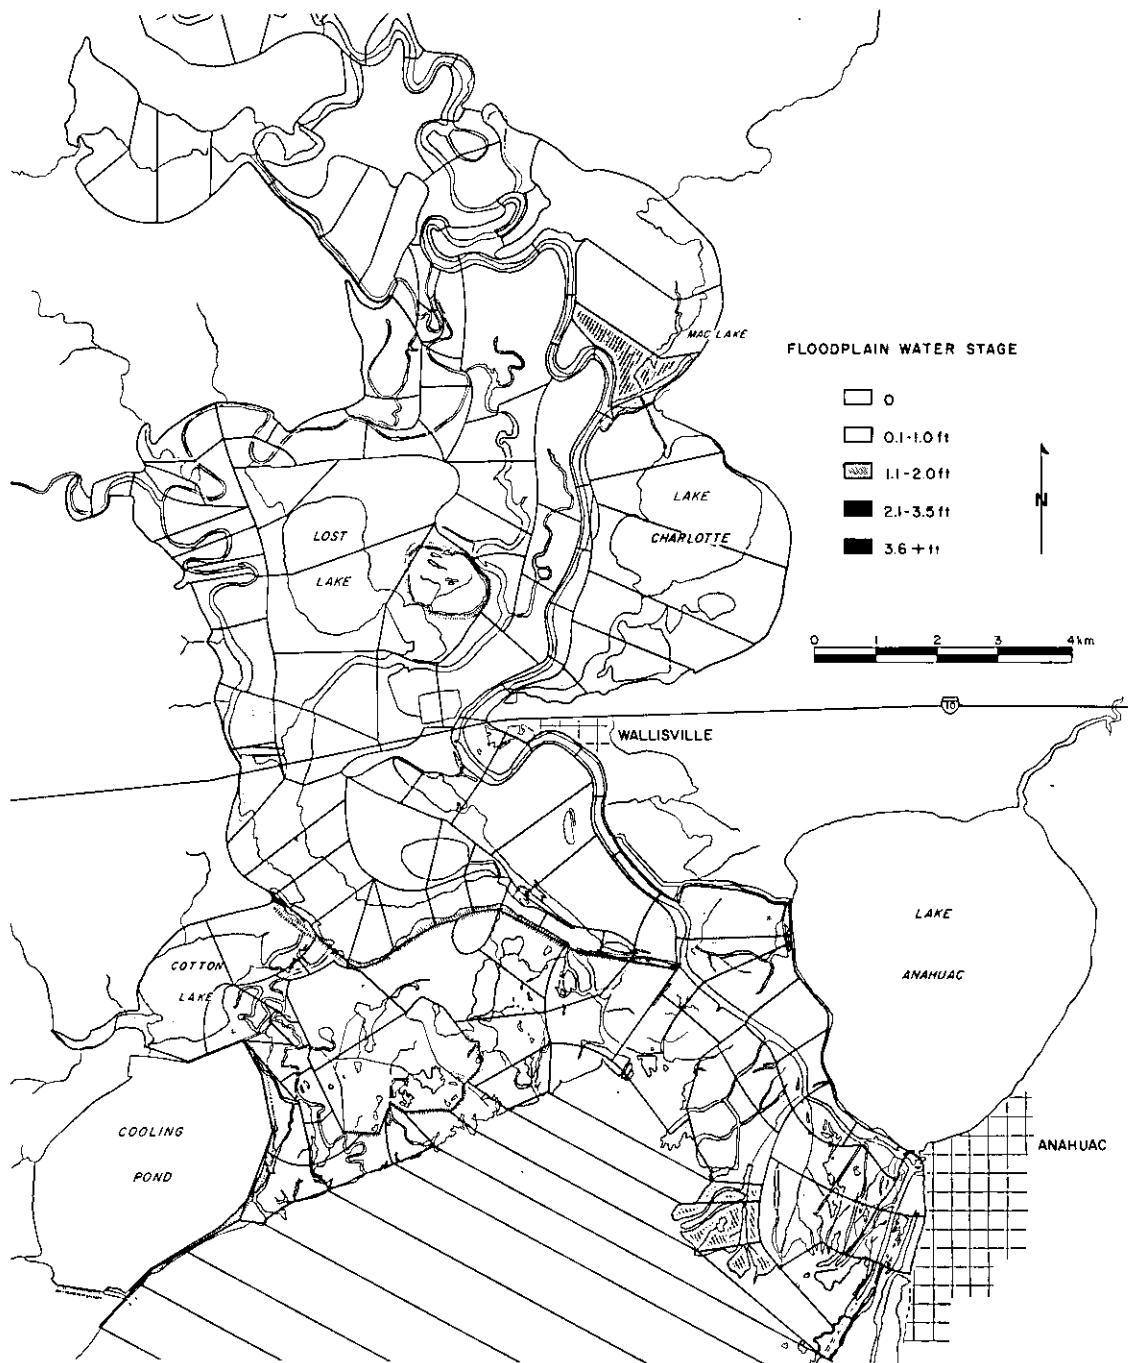 MAC LAKE
FLOODPLAIN WATER STAGE
0
0.1-1.0 ft
1.1-2.0 ft
2.1-3.5 ft
3.6 + ft
N
LAKE
CHARLOTTE
LOST
LAKE
0 1 2 3 4 km
10
WALLISVILLE
LAKE
ANAHUAC
COTTON
LAKE
COOLING
POND
ANAHUAC